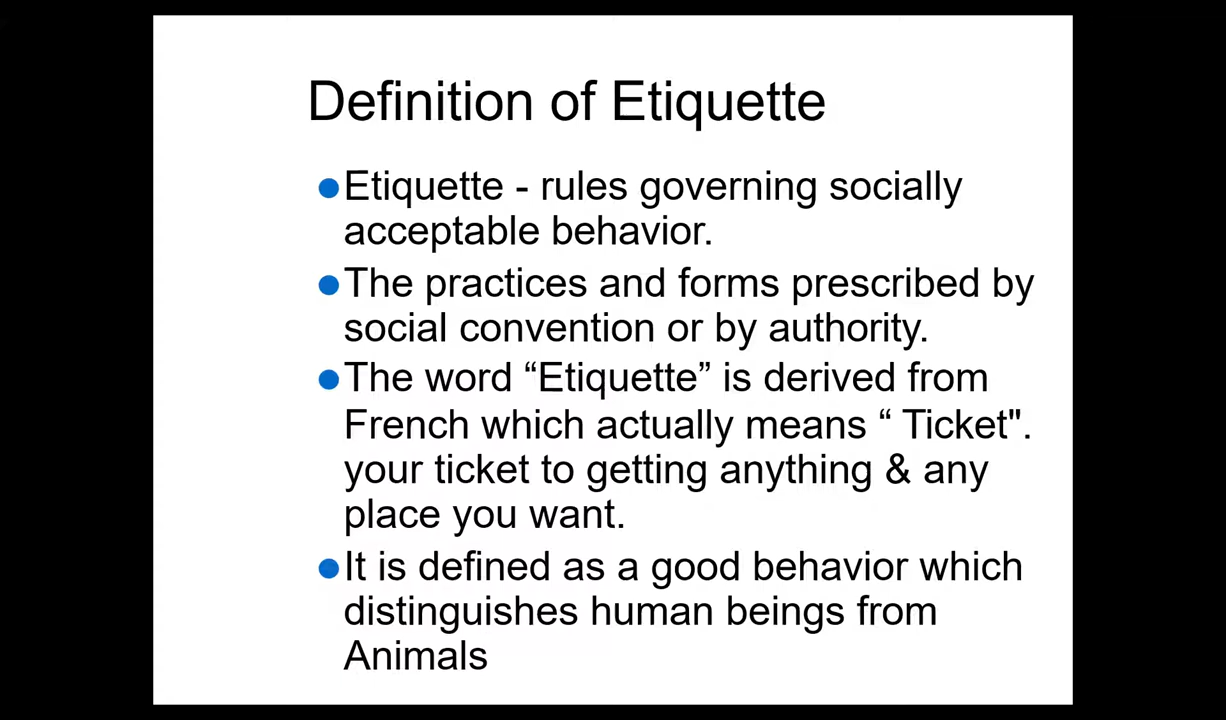 Definition of Etiquette
●Etiquette - rules governing socially
acceptable behavior.
●The practices and forms prescribed by
social convention or by authority.
●The word “Etiquette” is derived from
French which actually means “ Ticket".
your ticket to getting anything & any
place you want.
●It is defined as a good behavior which
distinguishes human beings from
Animals